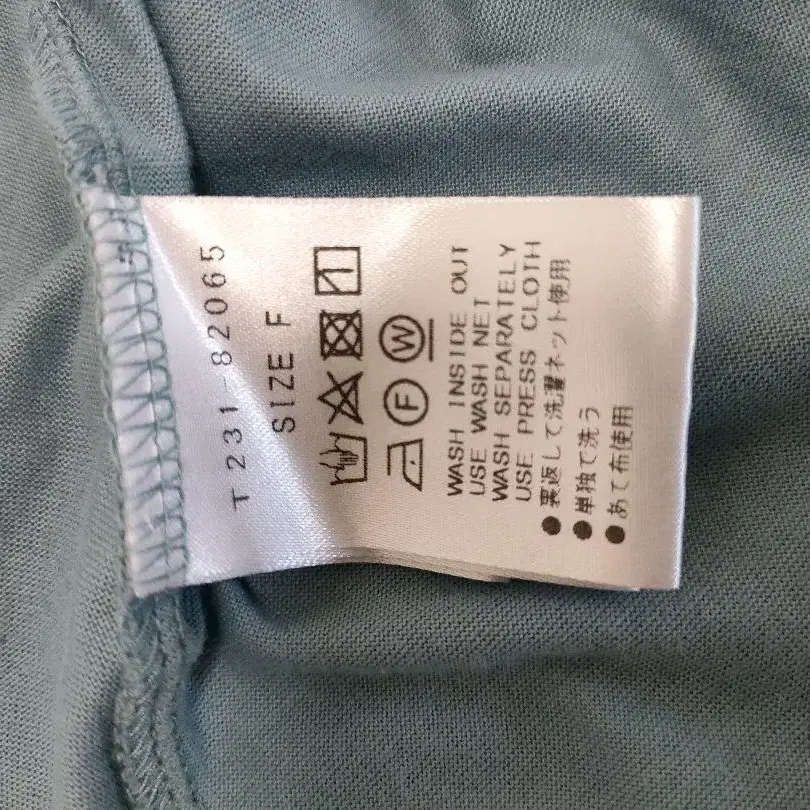 T231-82065
SIZE F
F W
WASH INSIDE OUT
USE WASH NET
WASH SEPARATELY
USE PRESS CLOTH
●裏返して洗濯ネット使用
●単独で洗う
●あて布使用